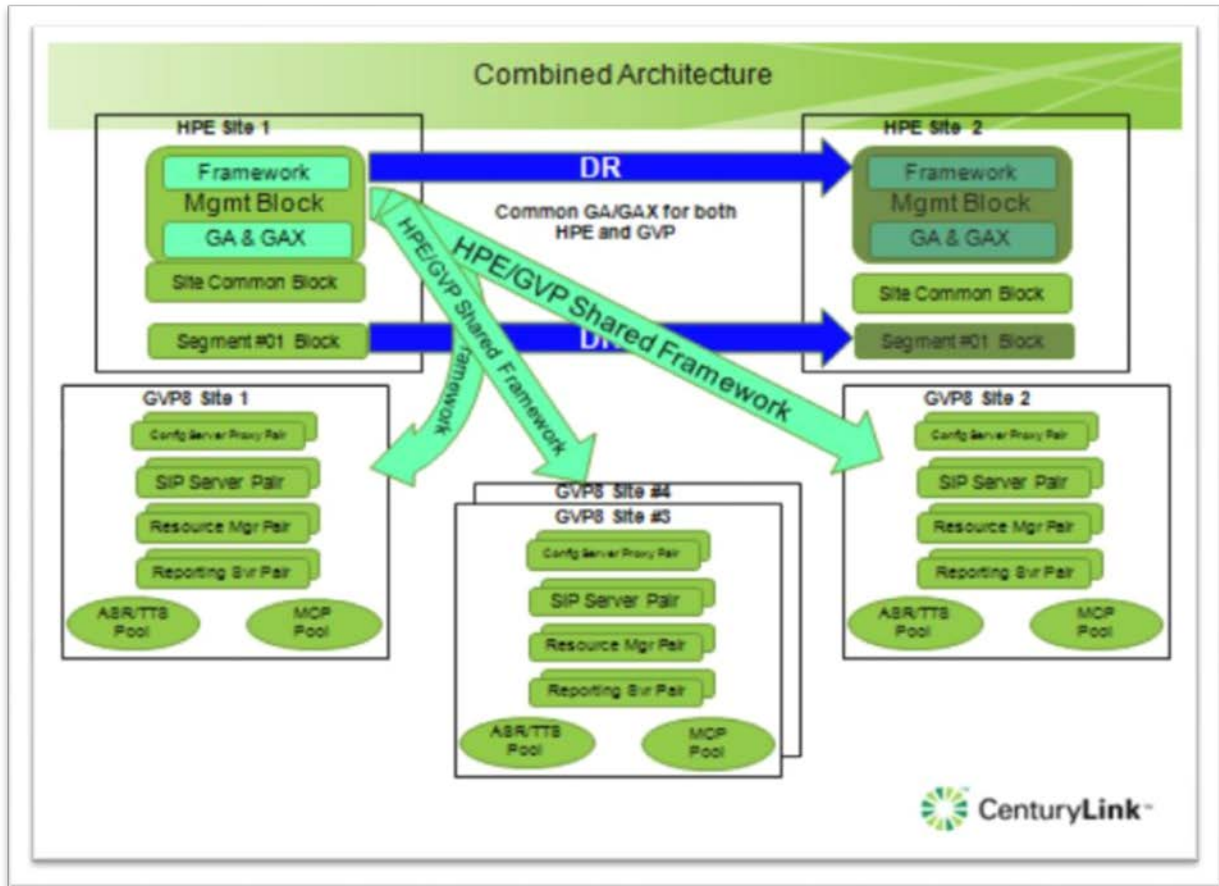 Combined Architecture
HPE Site 1
Framework
Mgmt Block
GA & GAX
Site Common Block
Segment #01 Block
DR
Common GA/GAX for both
HPE and GVP
HPE/GVP Shared Framework
HPE/GVP Shared Framework
Framework
DR
HPE Site 2
Framework
Mgmt Block
GA & GAX
Site Common Block
Segment #01 Block
GVP8 Site 1
Config Server Proxy Pair
SIP Server Pair
Resource Mgr Pair
Reporting Svr Pair
ASR/TTS
Pool
MCP
Pool
GVP8 Site #4
GVP8 Site #3
Config Server Proxy Pair
SIP Server Pair
Resource Mgr Pair
Reporting Svr Pair
ASR/TTS
Pool
MCP
Pool
GVP8 Site 2
Config Server Proxy Pair
SIP Server Pair
Resource Mgr Pair
Reporting Svr Pair
ASR/TTS
Pool
MCP
Pool
CenturyLink™